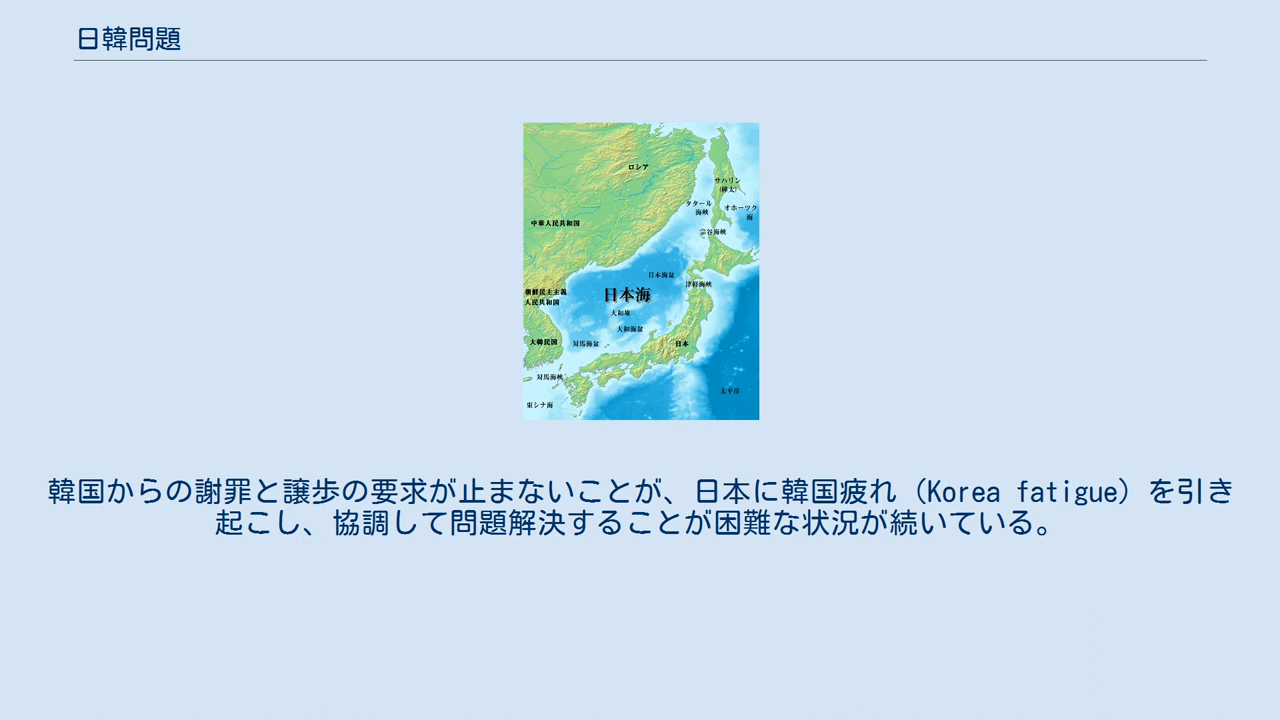 日韓問題
ロシア
サハリン
(樺太)
タタール
海峡
オホーツク
海
中華人民共和国
宗谷海峡
日本海盆
津軽海峡
朝鮮民主主義
人民共和国
日本海
大和堆
大和海盆
大韓民国
対馬海盆
日本
対馬海峡
太平洋
東シナ海
韓国からの謝罪と譲歩の要求が止まないことが、日本に韓国疲れ（Korea fatigue）を引き
起こし、協調して問題解決することが困難な状況が続いている。